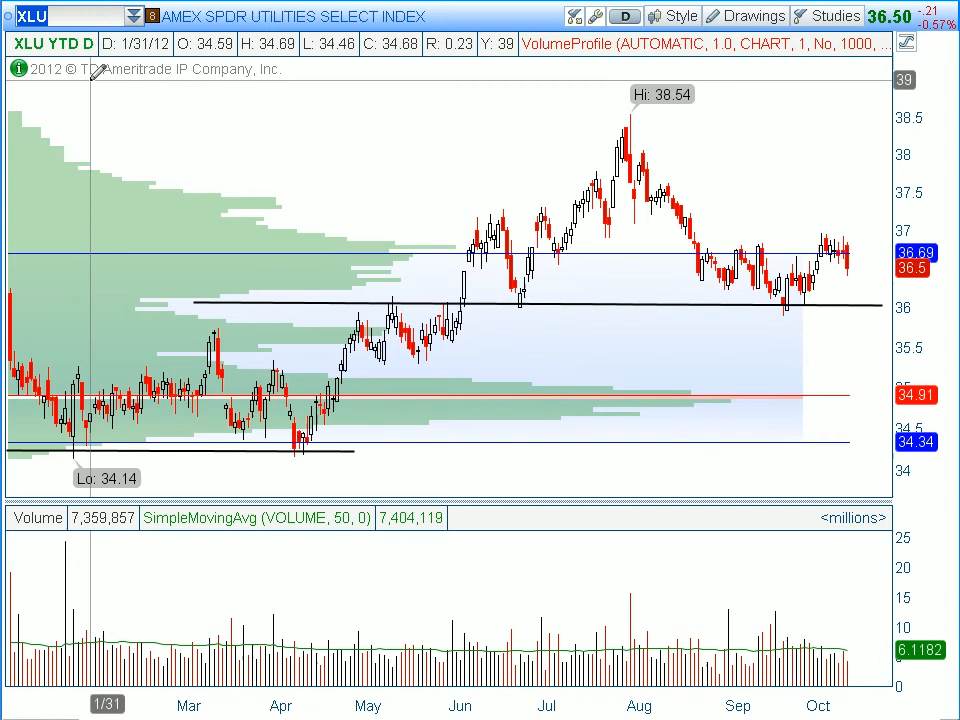 XLU 8 AMEX SPDR UTILITIES SELECT INDEX D Style Drawings Studies 36.50 -.21 -0.57%
XLU YTD D D: 1/31/12 O: 34.59 H: 34.69 L: 34.46 C: 34.68 R: 0.23 Y: 39 VolumeProfile (AUTOMATIC, 1.0, CHART, 1, No, 1000, ...
2012 © TD Ameritrade IP Company, Inc.
39
Hi: 38.54
38.5
38
37.5
37
36.69
36.5
36
35.5
34.91
34.5
34.34
34
Lo: 34.14
Volume 7,359,857 SimpleMovingAvg (VOLUME, 50, 0) 7,404,119 <millions>
25
20
15
10
6.1182
0
1/31 Mar Apr May Jun Jul Aug Sep Oct